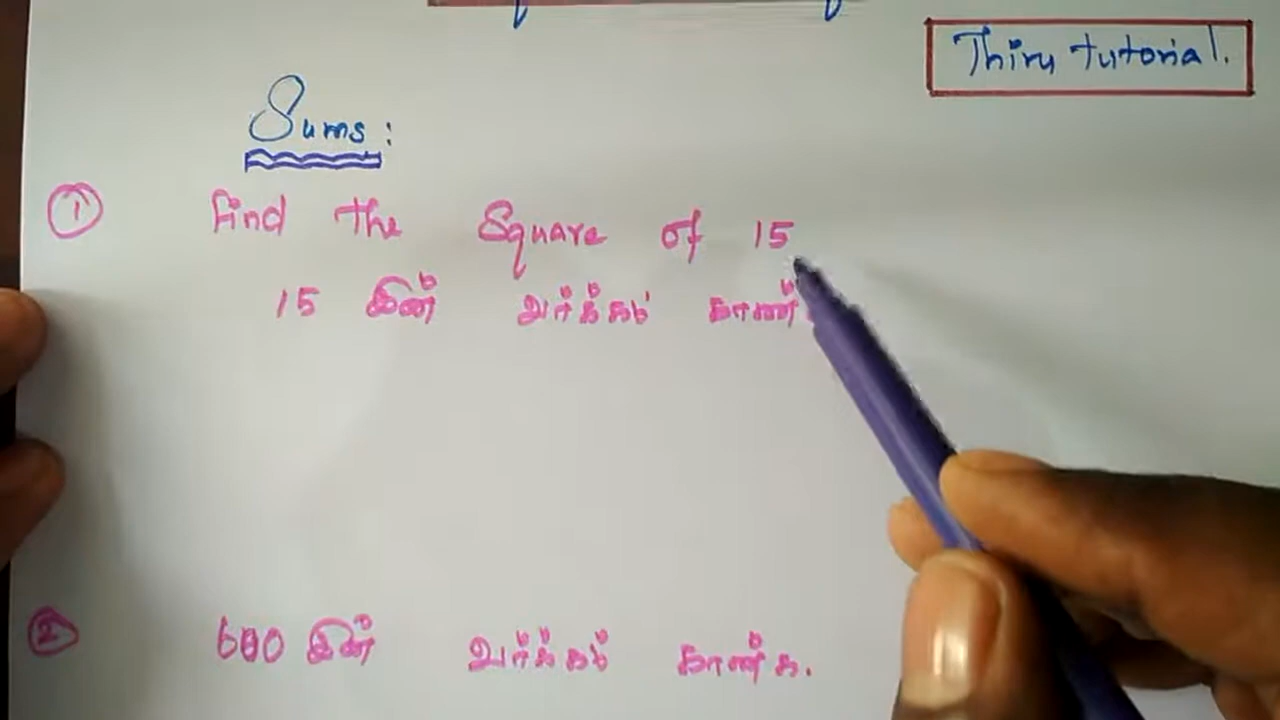 Thiru tutorial.
Sums:
① Find the Square of 15
15 இன் வர்க்கம் காண்
② 600 இன் வர்க்கம் காண்க.